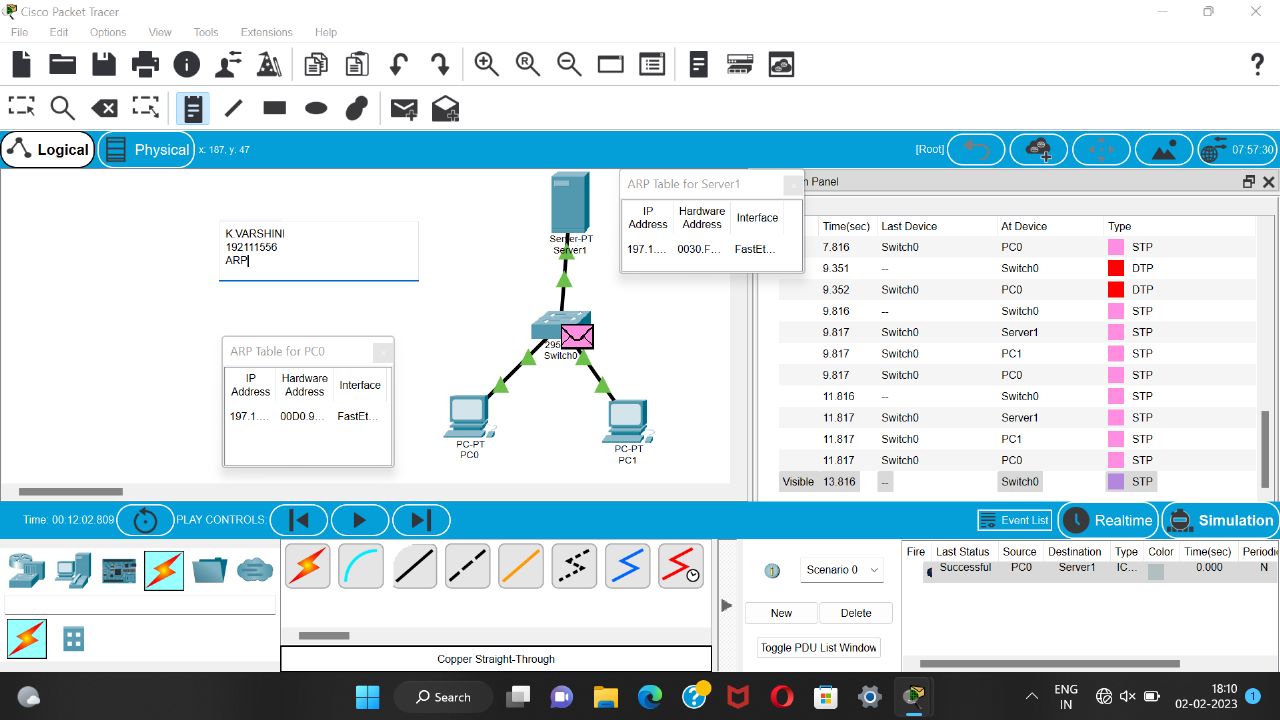 Cisco Packet Tracer
File Edit Options View Tools Extensions Help
Logical Physical x: 187, y: 47 [Root] 07:57:30
K.VARSHINI
192111556
ARP
Server-PT
Server1
Switch0
PC-PT
PC0
PC-PT
PC1
ARP Table for Server1
IP Address Hardware Address Interface
197.1.... 0030.F... FastEt...
ARP Table for PC0
IP Address Hardware Address Interface
197.1.... 00D0.9... FastEt...
Panel
Time(sec) Last Device At Device Type
7.816 Switch0 PC0 STP
9.351 -- Switch0 DTP
9.352 Switch0 PC0 DTP
9.816 -- Switch0 STP
9.817 Switch0 Server1 STP
9.817 Switch0 PC1 STP
9.817 Switch0 PC0 STP
11.816 -- Switch0 STP
11.817 Switch0 Server1 STP
11.817 Switch0 PC1 STP
11.817 Switch0 PC0 STP
Visible 13.816 -- Switch0 STP
Time: 00:12:02.809 PLAY CONTROLS: Event List Realtime Simulation
Copper Straight-Through
Scenario 0
New Delete
Toggle PDU List Window
Fire Last Status Source Destination Type Color Time(sec) Periodi
Successful PC0 Server1 IC... 0.000 N
Search
ENG
IN
18:10
02-02-2023
1